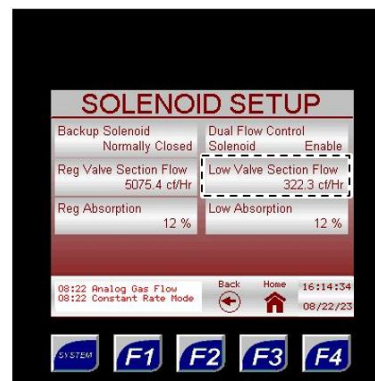 SOLENOID SETUP
Backup Solenoid
Normally Closed
Dual Flow Control
Solenoid Enable
Reg Valve Section Flow
5075.4 cf/Hr
Low Valve Section Flow
322.3 cf/Hr
Reg Absorption
12 %
Low Absorption
12 %
08:22 Analog Gas Flow
08:22 Constant Rate Mode
Back
Home
16:14:34
08/22/23
SYSTEM
F1
F2
F3
F4